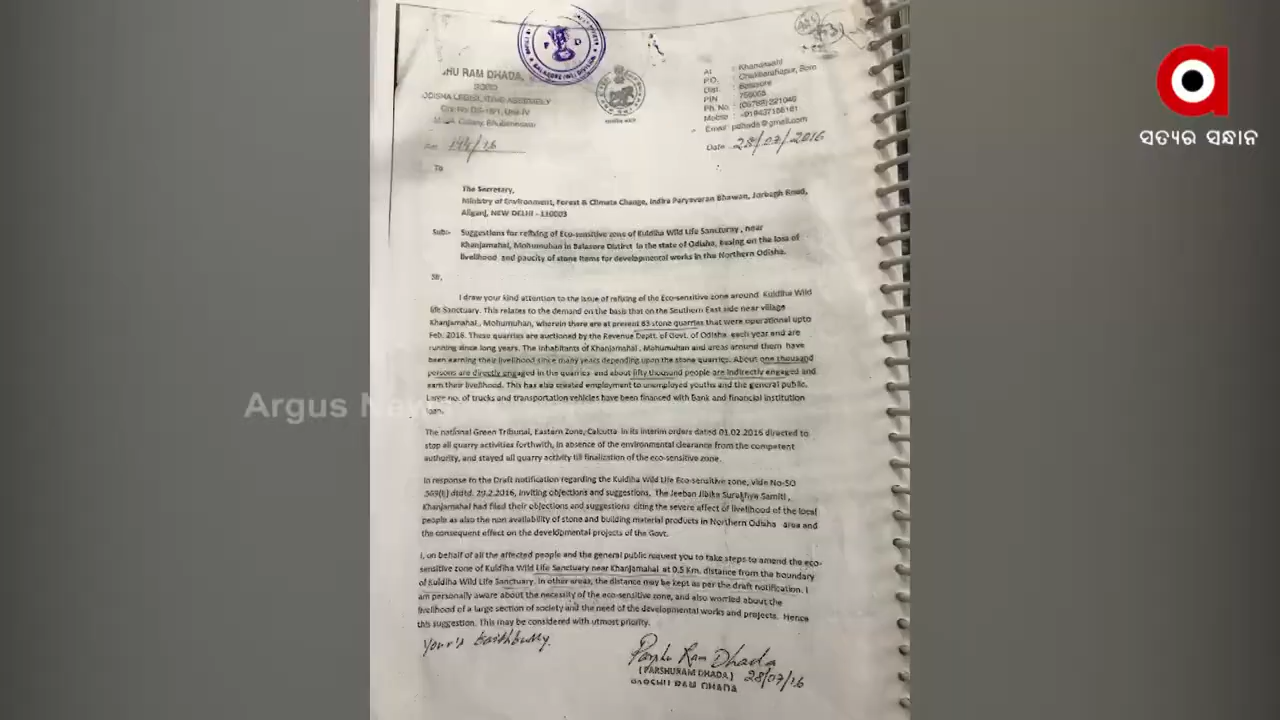 ସତ୍ୟର ସନ୍ଧାନ
Argus News
HU RAM DHADA,
ODISHA LEGISLATIVE ASSEMBLY
Colony, Bhubaneswar
144/16
At : Khandasahi
P.O.
Dist. : Balasore
PIN
Ph. No.
Mobile
Email
Date 28/07/2016
To
The Secretary,
Ministry of Environment, Forest & Climate Change, Indira Paryavaran Bhawan, Jorbagh Road,
Aliganj, NEW DELHI - 110003
Sub:- Suggestions for refixing of Eco-sensitive zone of Kuldiha Wild Life Sanctuary, near
Khanjamahal, Mohumuhan in Balasore District in the state of Odisha, basing on the loss of
livelihood, and paucity of stone items for developmental works in the Northern Odisha.
Sir,
I draw your kind attention to the issue of refixing of the Eco-sensitive zone around Kuldiha Wild
life Sanctuary. This relates to the demand on the basis that on the Southern East side near village
Khanjamahal, Mohumuhan, wherein there are at present 83 stone quarries that were operational upto
Feb. 2016. These quarries are auctioned by the Revenue Deptt. of Govt. of Odisha each year and are
running since long years. The inhabitants of Khanjamahal, Mohumuhan and areas around them have
been earning their livelihood since many years depending upon the stone quarries. About one thousand
persons are directly engaged in the quarries and about fifty thousand people are indirectly engaged and
earn their livelihood. This has also created employment to unemployed youths and the general public.
Large no. of trucks and transportation vehicles have been financed with Bank and financial institution
loan.
The national Green Tribunal, Eastern Zone, Calcutta in its interim orders dated 01.02.2016 directed to
stop all quarry activities forthwith, in absence of the environmental clearance from the competent
authority, and stayed all quarry activity till finalization of the eco-sensitive zone.
In response to the Draft notification regarding the Kuldiha Wild Life Eco-sensitive zone, vide No-SO
569(E) dtatd. 29.2.2016, inviting objections and suggestions, The Jeeban Jibika Surakhya Samiti,
Khanjamahal had filed their objections and suggestions citing the severe affect of livelihood of the local
people as also the non availability of stone and building material products in Northern Odisha area and
the consequent effect on the developmental projects of the Govt.
I, on behalf of all the affected people and the general public request you to take steps to amend the eco-
sensitive zone of Kuldiha Wild Life Sanctuary near Khanjamahal at 0.5 Km. distance from the boundary
of Kuldiha Wild Life Sanctuary. In other areas, the distance may be kept as per the draft notification. I
am personally aware about the necessity of the eco-sensitive zone, and also worried about the
livelihood of a large section of society and the need of the developmental works and projects. Hence
this suggestion. This may be considered with utmost priority.
Your's faithfully.
Parshu Ram Dhada
(PARSHURAM DHADA) 28/07/16
RAM DHADA